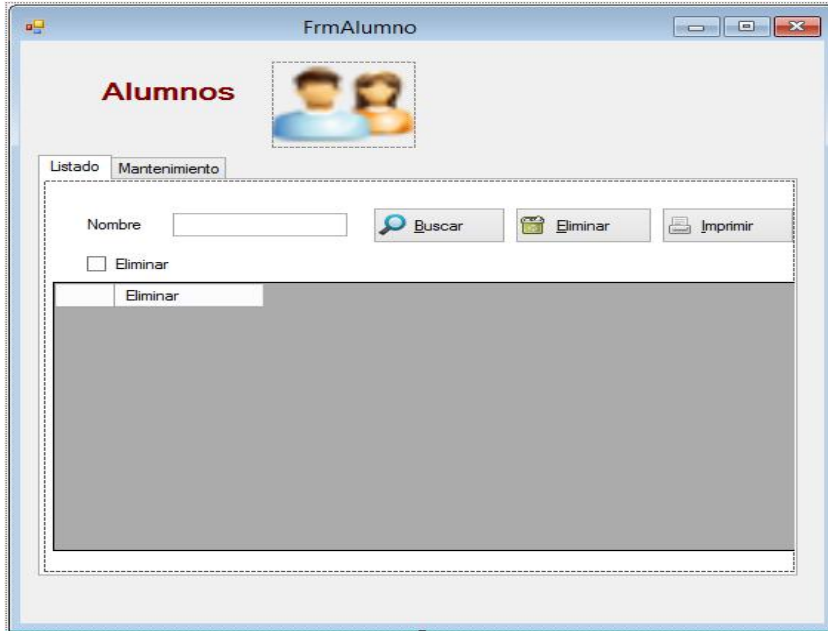 FrmAlumno
Alumnos
Listado Mantenimiento
Nombre Buscar Eliminar Imprimir
Eliminar
Eliminar